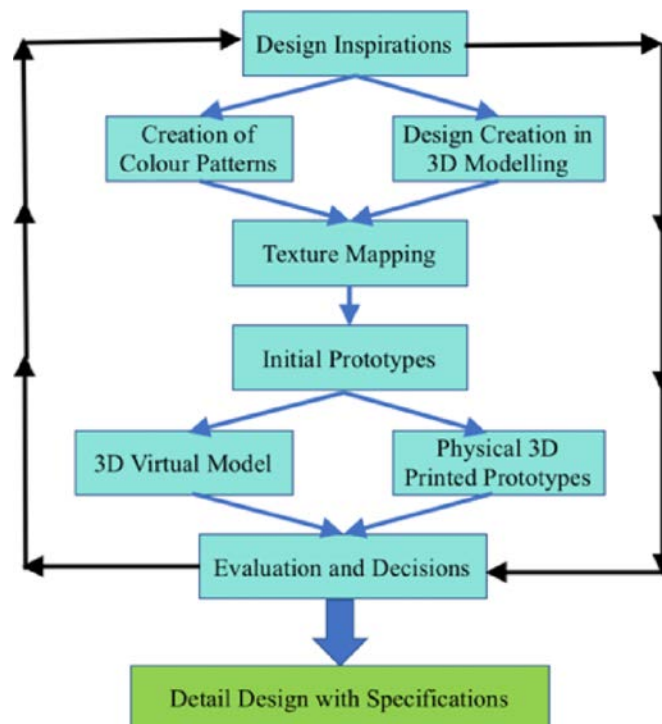 Design Inspirations
Creation of
Colour Patterns
Design Creation in
3D Modelling
Texture Mapping
Initial Prototypes
3D Virtual Model
Physical 3D
Printed Prototypes
Evaluation and Decisions
Detail Design with Specifications